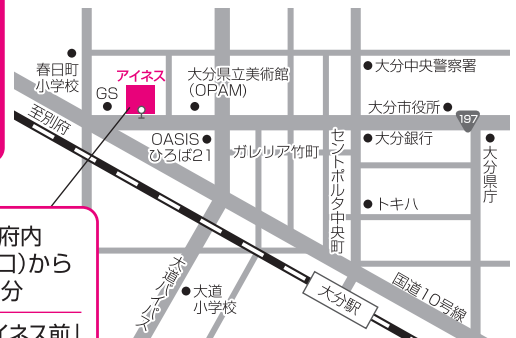 春日町
小学校
アイネス
GS
大分県立美術館
(OPAM)
大分中央警察署
大分市役所
197
至別府
OASIS
ひろば21
ガレリア竹町
セントポルタ中央町
大分銀行
大分県庁
トキハ
府内
口)から
分
イネス前」
大道バイパス
大道
小学校
大分駅
国道10号線